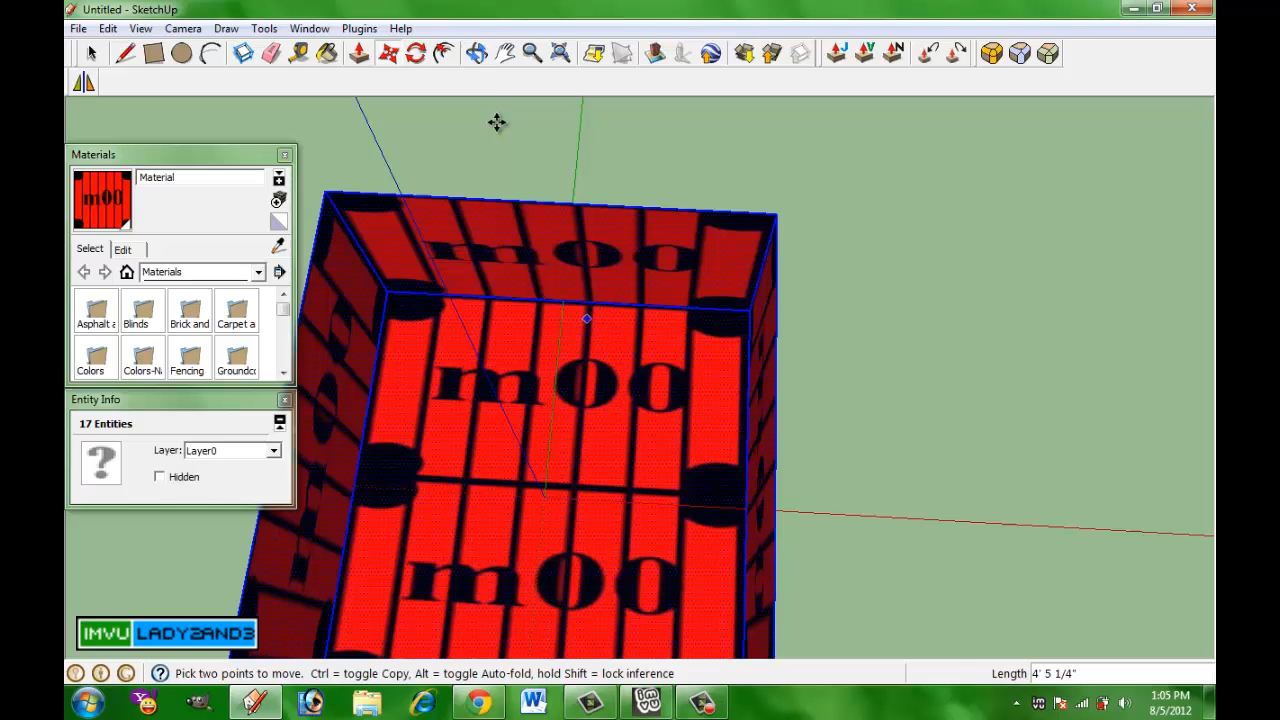 Untitled - SketchUp
File Edit View Camera Draw Tools Window Plugins Help
J V N
Materials
m00
Material
Select Edit
Materials
Asphalt a Blinds Brick and Carpet a
Colors Colors-N Fencing Groundc
Entity Info
17 Entities
Layer: Layer0
Hidden
moo
m00
m00
IMVU LADY2AND3
Pick two points to move. Ctrl = toggle Copy, Alt = toggle Auto-fold, hold Shift = lock inference
Length 4' 5 1/4"
1:05 PM
8/5/2012